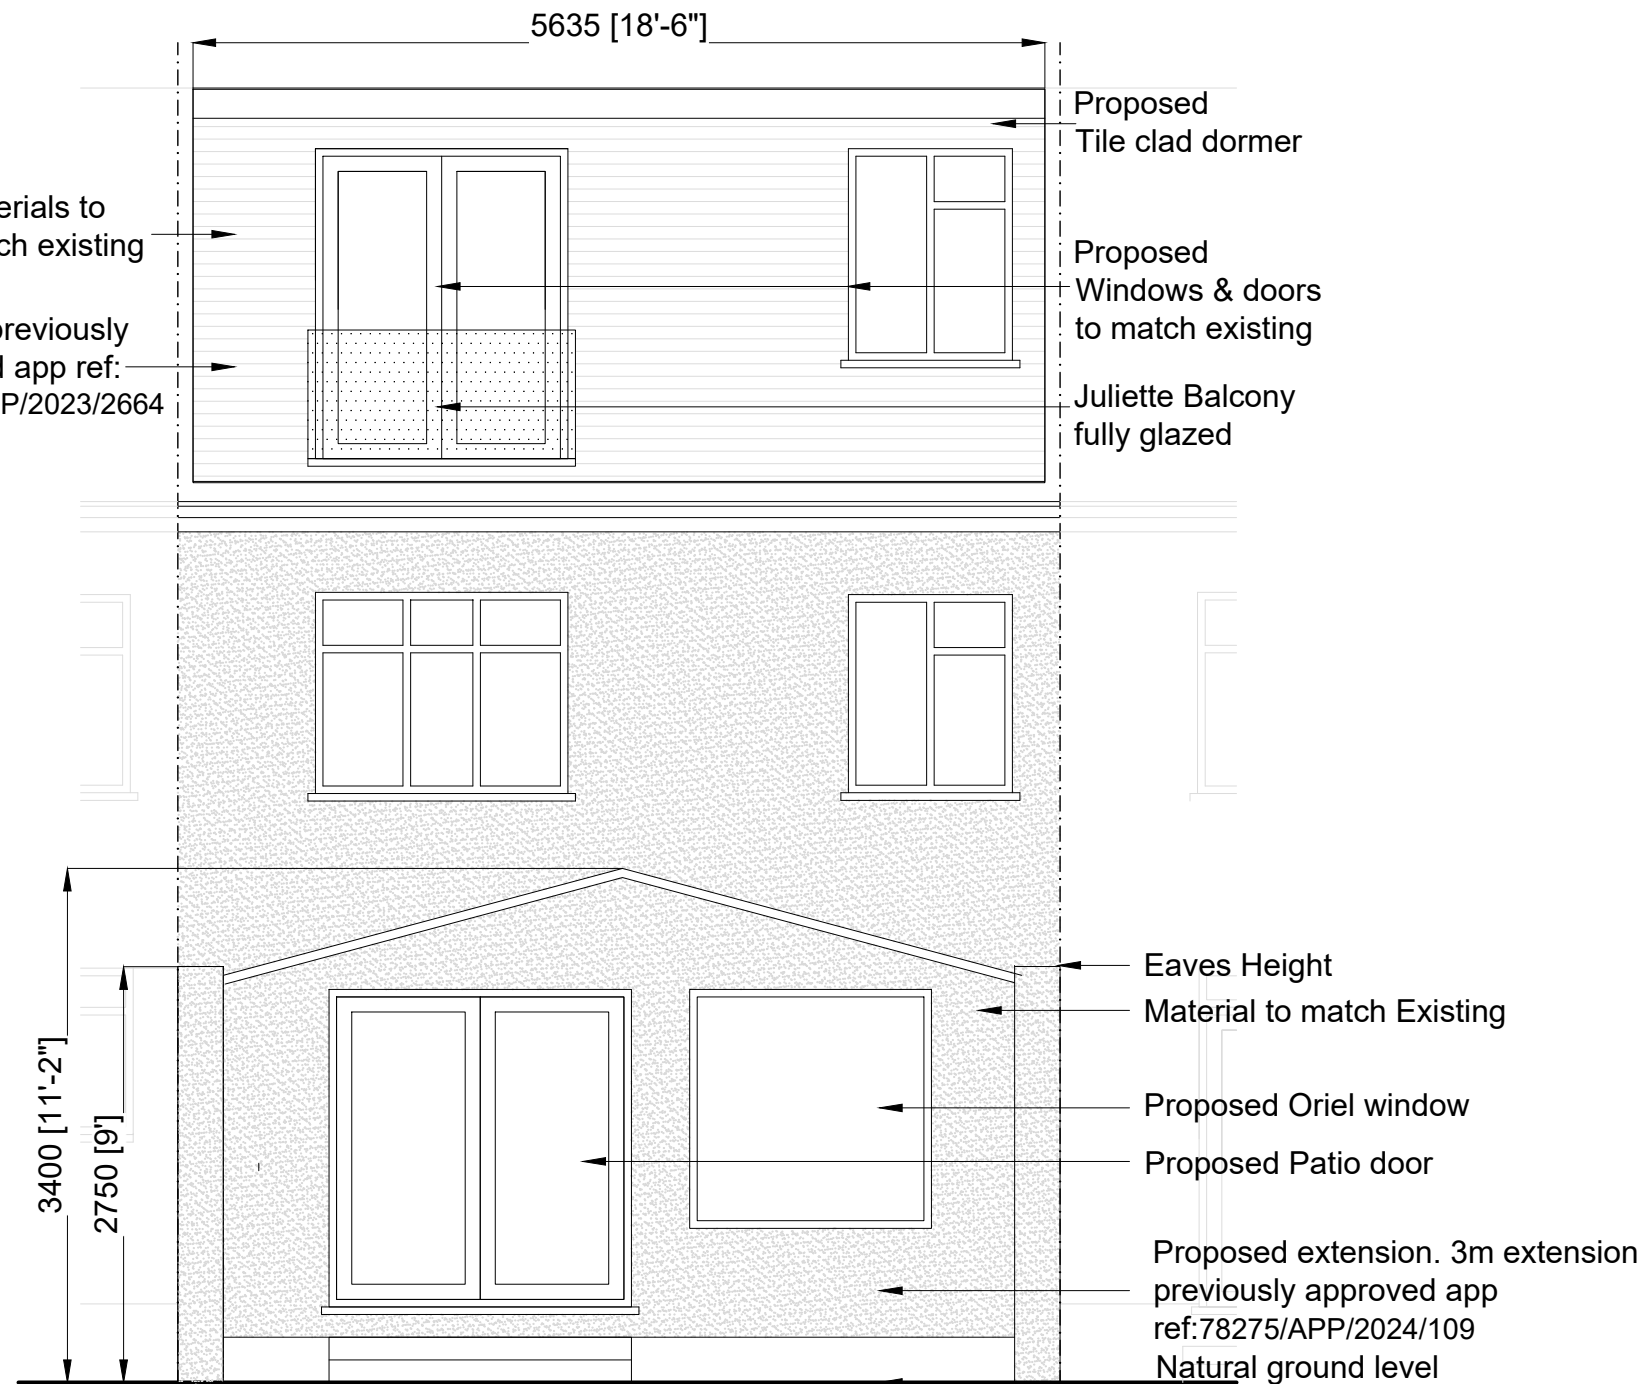 5635 [18'-6"]
Proposed
Tile clad dormer
erials to
ch existing
Proposed
Windows & doors
to match existing
previously
d app ref:
P/2023/2664
Juliette Balcony
fully glazed
Eaves Height
Material to match Existing
3400 [11'-2"]
2750 [9']
Proposed Oriel window
Proposed Patio door
Proposed extension. 3m extension
previously approved app
ref:78275/APP/2024/109
Natural ground level